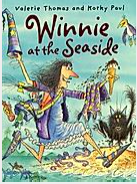 Valerie Thomas and Korky Paul
Winnie
at the Seaside